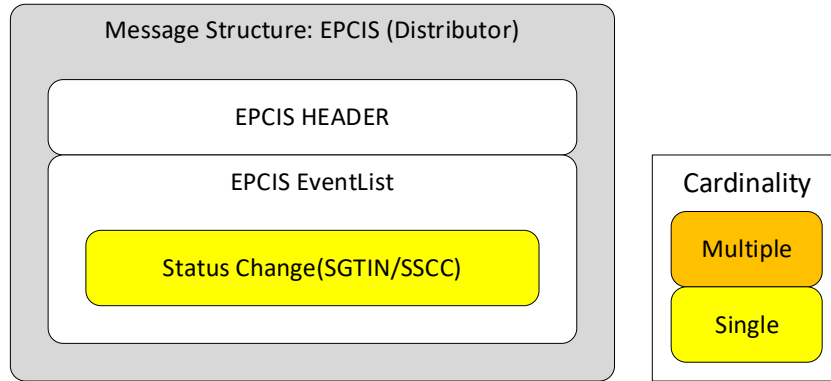 Message Structure: EPCIS (Distributor)
EPCIS HEADER
EPCIS EventList
Status Change(SGTIN/SSCC)
Cardinality
Multiple
Single